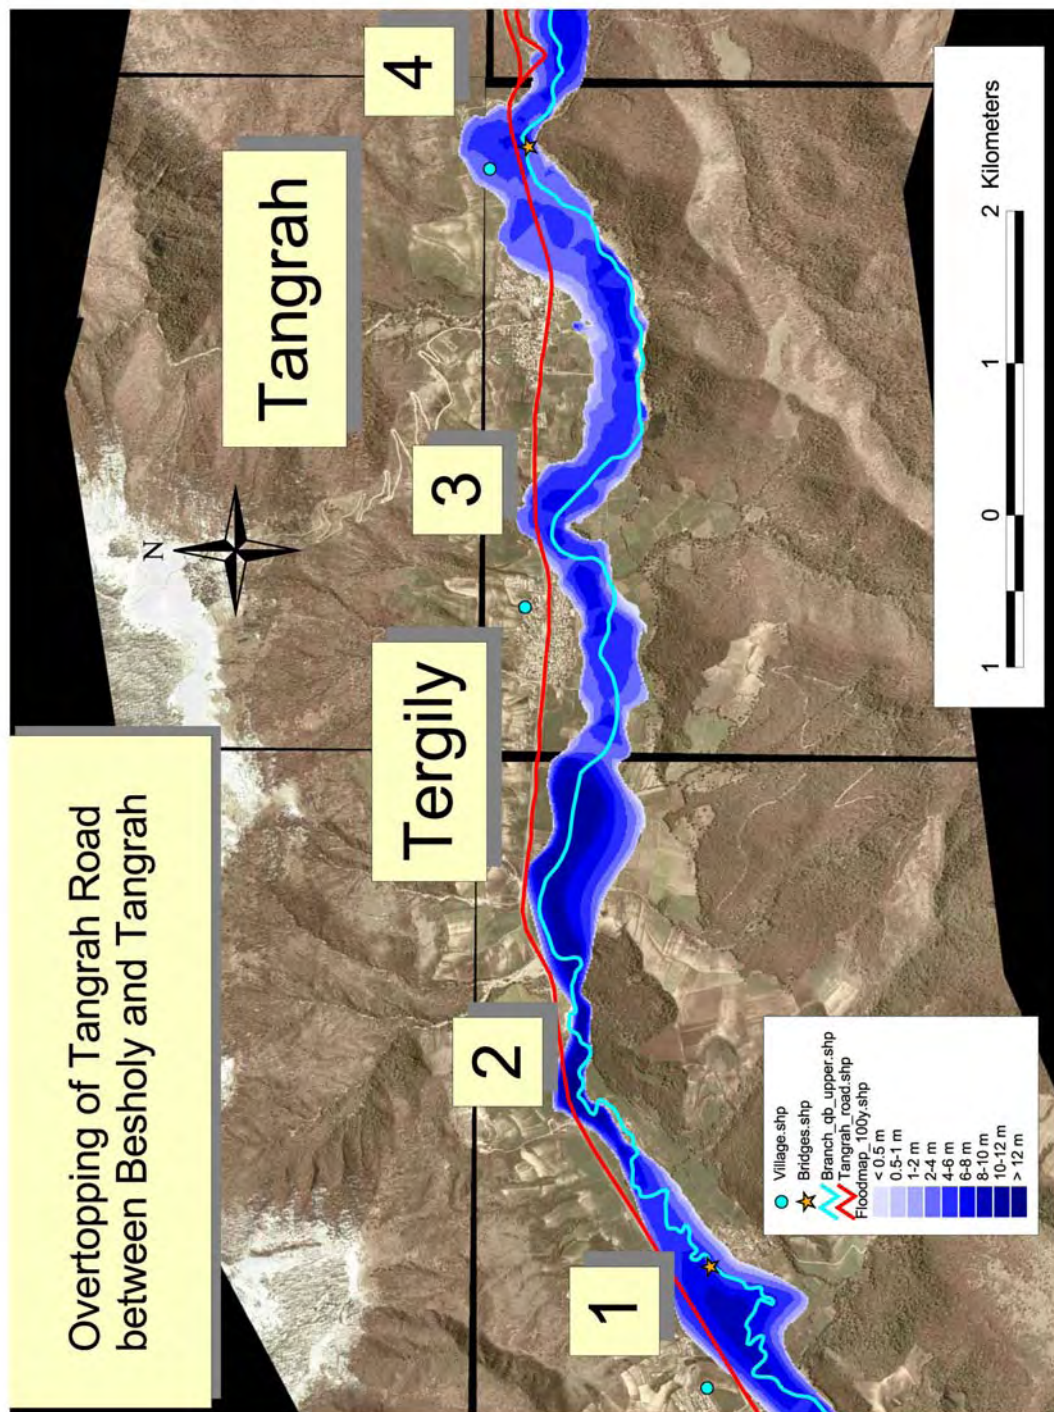 Overtopping of Tangrah Road
between Besholy and Tangrah
N
1
2
Tergily
3
Tangrah
4
Village.shp
Bridges.shp
Branch_qb_upper.shp
Tangrah_road.shp
Floodmap_100y.shp
< 0.5 m
0.5-1 m
1-2 m
2-4 m
4-6 m
6-8 m
8-10 m
10-12 m
> 12 m
1 0 1 2 Kilometers